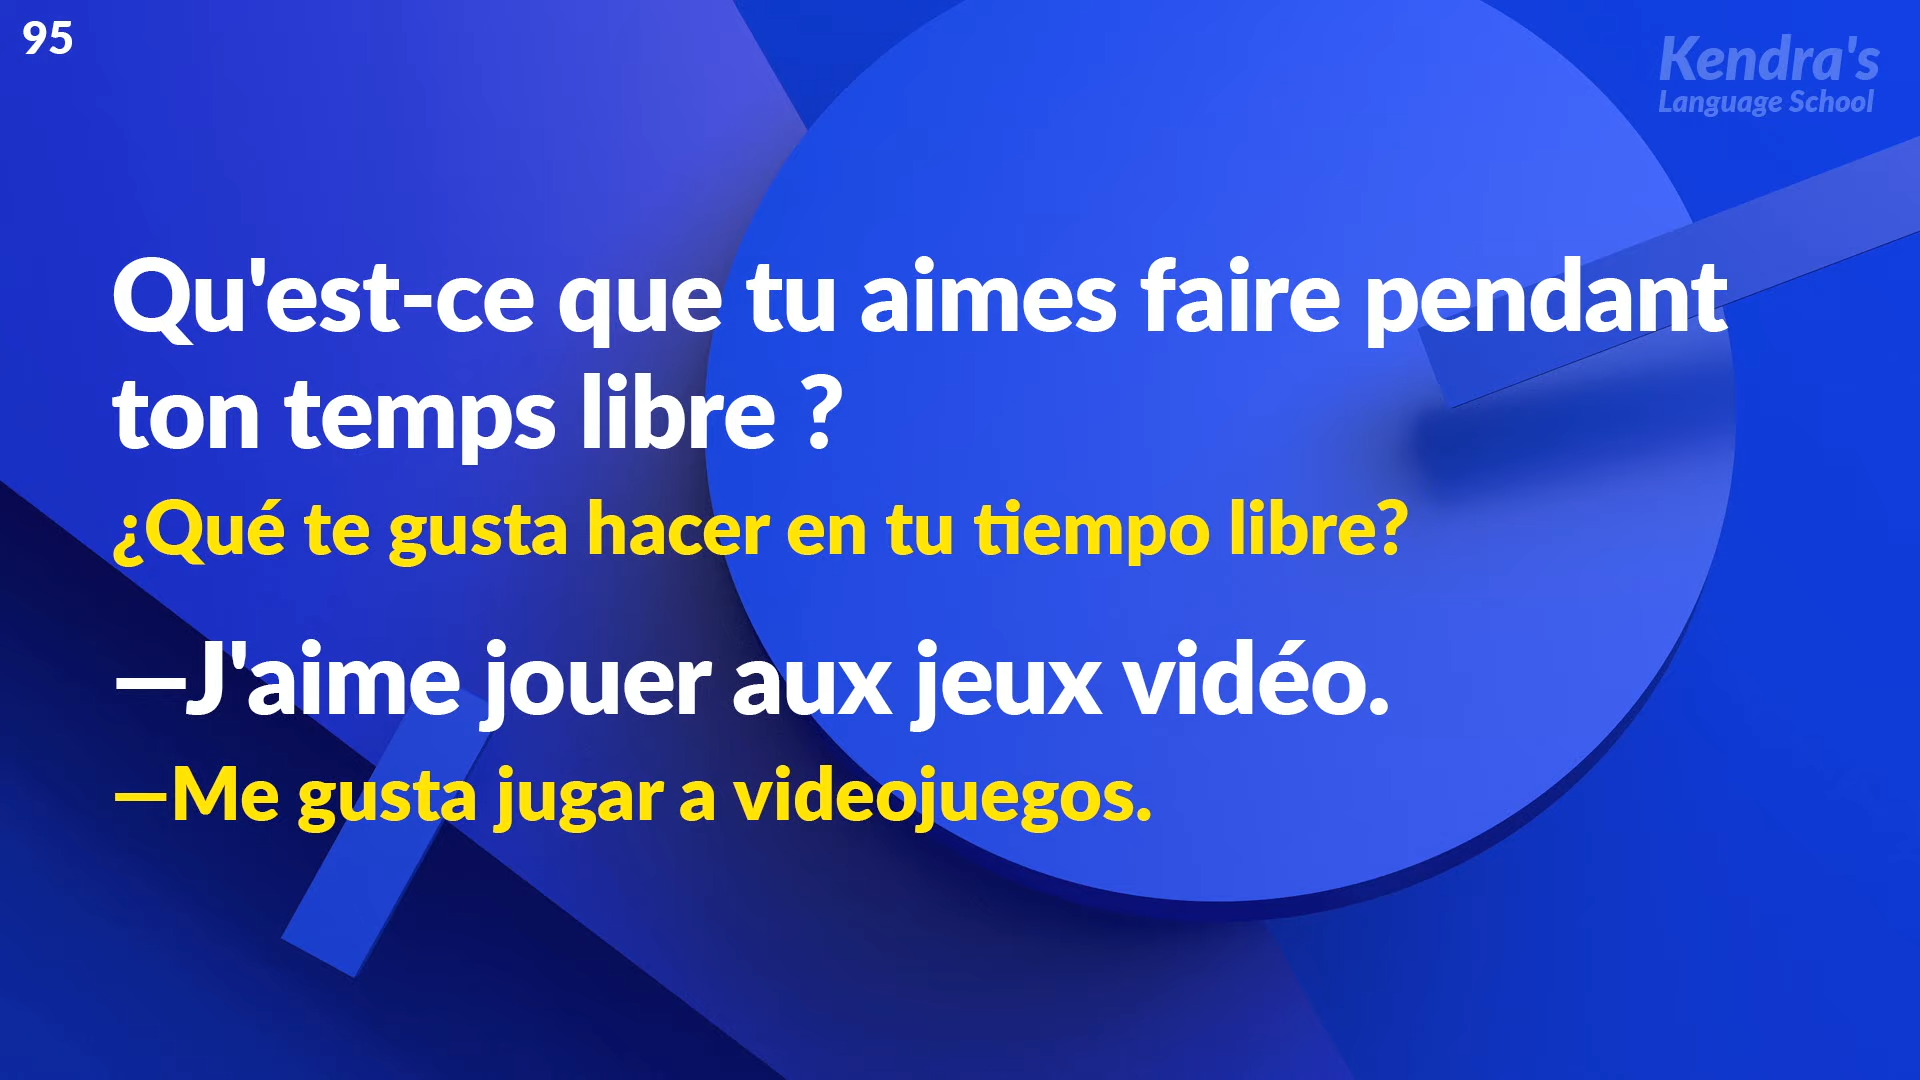 95
Kendra's
Language School
Qu'est-ce que tu aimes faire pendant
ton temps libre ?
¿Qué te gusta hacer en tu tiempo libre?
—J'aime jouer aux jeux vidéo.
—Me gusta jugar a videojuegos.